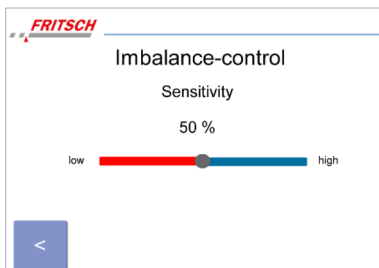 FRITSCH
Imbalance-control
Sensitivity
50 %
low high
<